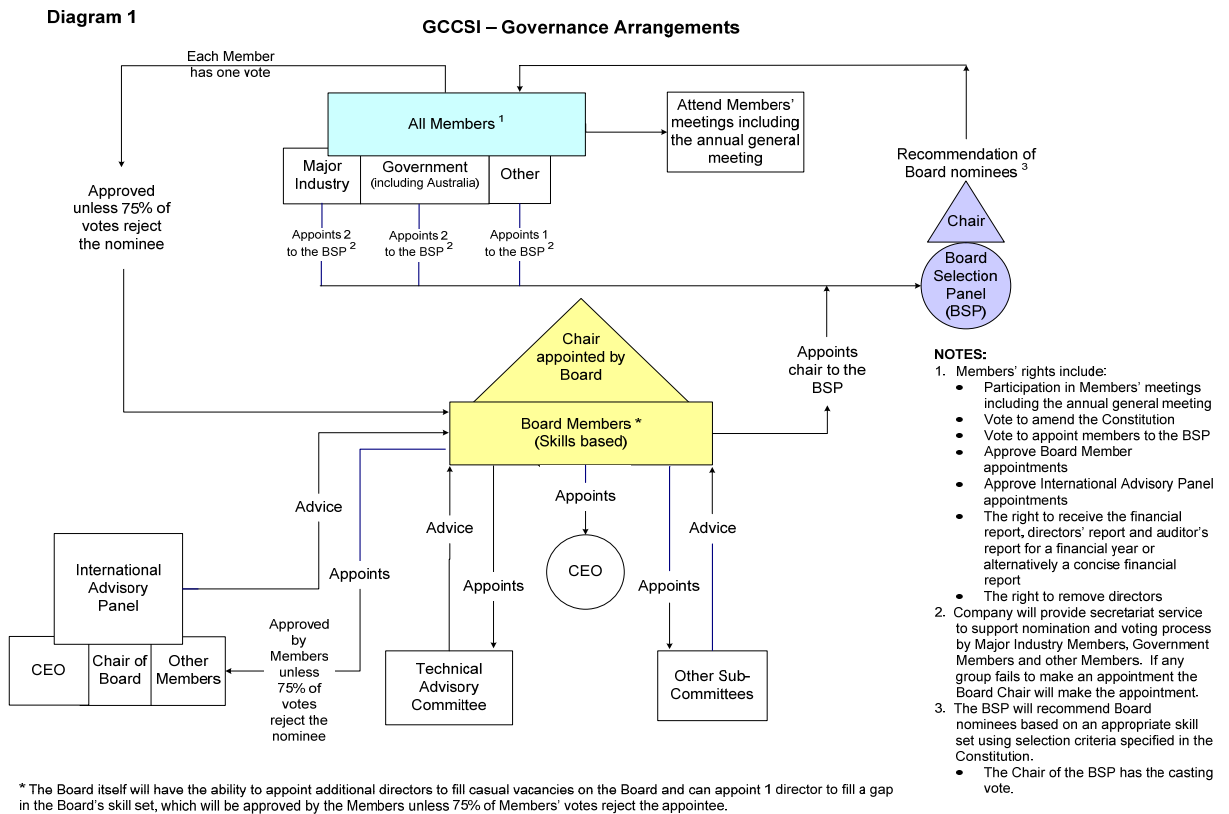 Diagram 1
GCCSI – Governance Arrangements
Each Member
has one vote
All Members 1
Attend Members’
meetings including
the annual general
meeting
Major
Industry
Government
(including Australia)
Other
Recommendation of
Board nominees 3
Chair
Board
Selection
Panel
(BSP)
Approved
unless 75% of
votes reject
the nominee
Appoints 2
to the BSP 2
Appoints 2
to the BSP 2
Appoints 1
to the BSP 2
Chair
appointed by
Board
Appoints
chair to the
BSP
Board Members *
(Skills based)
Advice
Appoints
Advice
Appoints
Appoints
CEO
Appoints
Advice
International
Advisory
Panel
CEO
Chair of
Board
Other
Members
Approved
by
Members
unless
75% of
votes
reject the
nominee
Technical
Advisory
Committee
Other Sub-
Committees
NOTES:
1. Members’ rights include:
• Participation in Members’ meetings
including the annual general meeting
• Vote to amend the Constitution
• Vote to appoint members to the BSP
• Approve Board Member
appointments
• Approve International Advisory Panel
appointments
• The right to receive the financial
report, directors’ report and auditor’s
report for a financial year or
alternatively a concise financial
report
• The right to remove directors
2. Company will provide secretariat service
to support nomination and voting process
by Major Industry Members, Government
Members and other Members. If any
group fails to make an appointment the
Board Chair will make the appointment.
3. The BSP will recommend Board
nominees based on an appropriate skill
set using selection criteria specified in the
Constitution.
• The Chair of the BSP has the casting
vote.
* The Board itself will have the ability to appoint additional directors to fill casual vacancies on the Board and can appoint 1 director to fill a gap
in the Board’s skill set, which will be approved by the Members unless 75% of Members’ votes reject the appointee.